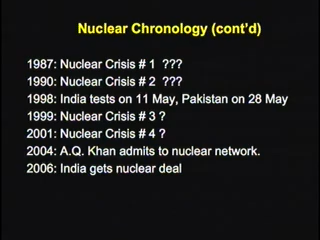 Nuclear Chronology (cont'd)
1987: Nuclear Crisis # 1 ???
1990: Nuclear Crisis # 2 ???
1998: India tests on 11 May, Pakistan on 28 May
1999: Nuclear Crisis # 3 ?
2001: Nuclear Crisis # 4 ?
2004: A.Q. Khan admits to nuclear network.
2006: India gets nuclear deal